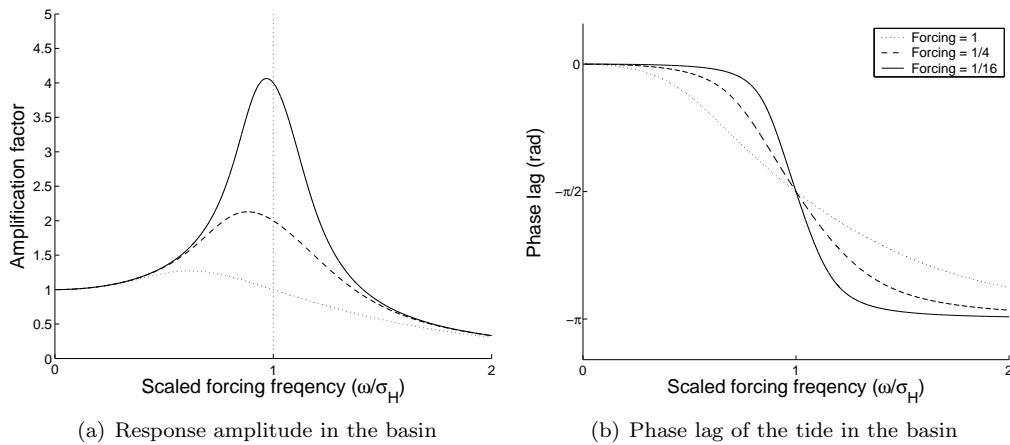 5
4.5
4
3.5
3
2.5
2
1.5
1
0.5
0
Amplification factor
0 1 2
Scaled forcing freqency (ω/σH)
(a) Response amplitude in the basin
Forcing = 1
Forcing = 1/4
Forcing = 1/16
0
−π/2
−π
Phase lag (rad)
0 1 2
Scaled forcing freqency (ω/σH)
(b) Phase lag of the tide in the basin